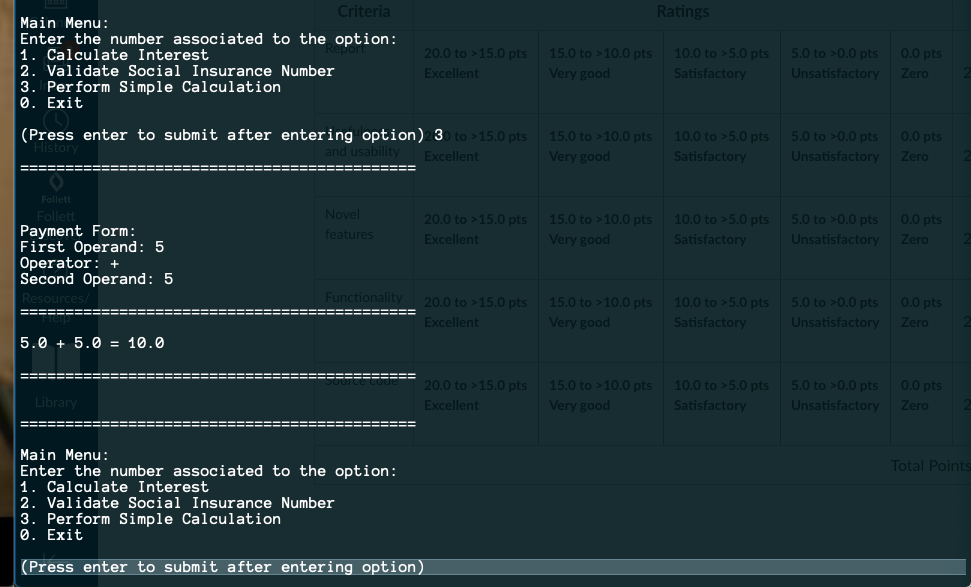 Main Menu:
Enter the number associated to the option:
1. Calculate Interest
2. Validate Social Insurance Number
3. Perform Simple Calculation
0. Exit
(Press enter to submit after entering option) 3
============================================
Payment Form:
First Operand: 5
Operator: +
Second Operand: 5
============================================
5.0 + 5.0 = 10.0
============================================
============================================
Main Menu:
Enter the number associated to the option:
1. Calculate Interest
2. Validate Social Insurance Number
3. Perform Simple Calculation
0. Exit
(Press enter to submit after entering option)
Criteria Ratings
Report
20.0 to >15.0 pts 15.0 to >10.0 pts 10.0 to >5.0 pts 5.0 to >0.0 pts 0.0 pts
Excellent Very good Satisfactory Unsatisfactory Zero
20.0 to >15.0 pts 15.0 to >10.0 pts 10.0 to >5.0 pts 5.0 to >0.0 pts 0.0 pts
and usability Excellent Very good Satisfactory Unsatisfactory Zero
Novel 20.0 to >15.0 pts 15.0 to >10.0 pts 10.0 to >5.0 pts 5.0 to >0.0 pts 0.0 pts
features Excellent Very good Satisfactory Unsatisfactory Zero
Functionality 20.0 to >15.0 pts 15.0 to >10.0 pts 10.0 to >5.0 pts 5.0 to >0.0 pts 0.0 pts
Excellent Very good Satisfactory Unsatisfactory Zero
Source code 20.0 to >15.0 pts 15.0 to >10.0 pts 10.0 to >5.0 pts 5.0 to >0.0 pts 0.0 pts
Excellent Very good Satisfactory Unsatisfactory Zero
Total Points
History
Follett
Follett
Resources/
Library